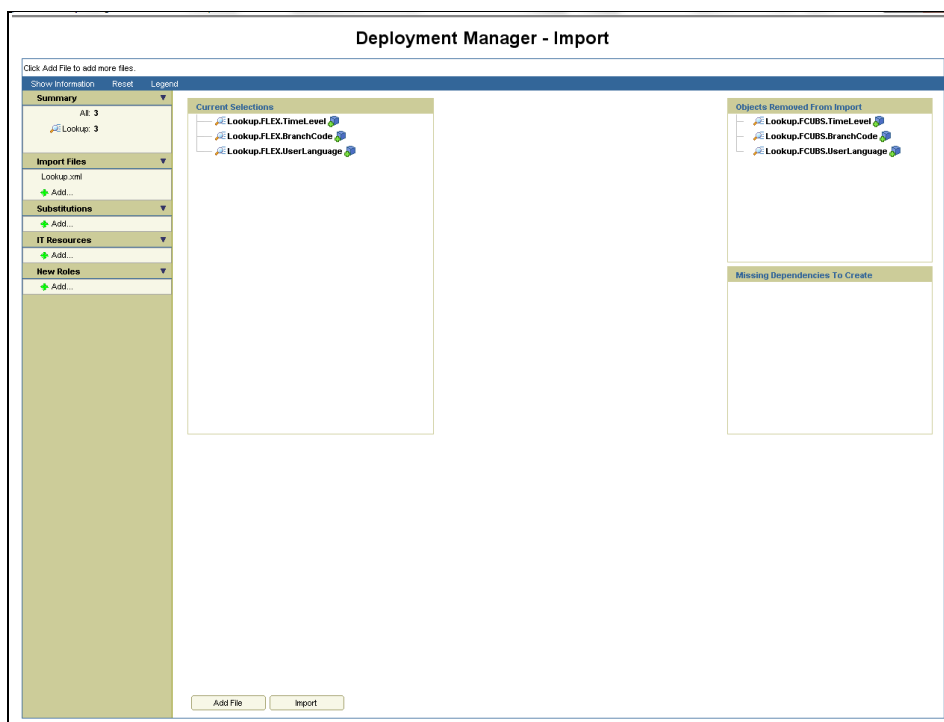 Deployment Manager - Import
Click Add File to add more files.
Show Information Reset Legend
Summary
All: 3
Lookup: 3
Import Files
Lookup.xml
Add...
Substitutions
Add...
IT Resources
Add...
New Roles
Add...
Current Selections
Lookup.FLEX.TimeLevel
Lookup.FLEX.BranchCode
Lookup.FLEX.UserLanguage
Objects Removed From Import
Lookup.FCUBS.TimeLevel
Lookup.FCUBS.BranchCode
Lookup.FCUBS.UserLanguage
Missing Dependencies To Create
Add File Import